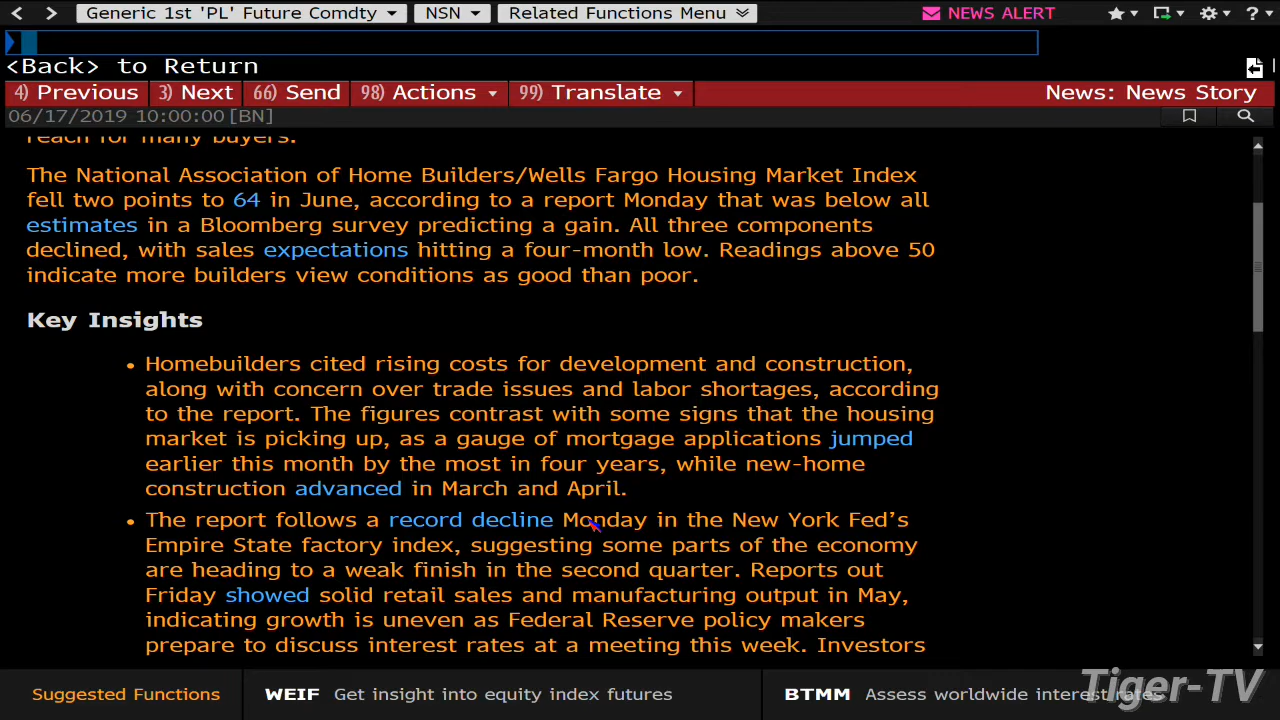 Generic 1st 'PL' Future Comdty NSN Related Functions Menu NEWS ALERT ?
<Back> to Return
4) Previous 3) Next 66) Send 98) Actions 99) Translate News: News Story
06/17/2019 10:00:00 [BN]
reach for many buyers.
The National Association of Home Builders/Wells Fargo Housing Market Index
fell two points to 64 in June, according to a report Monday that was below all
estimates in a Bloomberg survey predicting a gain. All three components
declined, with sales expectations hitting a four-month low. Readings above 50
indicate more builders view conditions as good than poor.
Key Insights
• Homebuilders cited rising costs for development and construction,
along with concern over trade issues and labor shortages, according
to the report. The figures contrast with some signs that the housing
market is picking up, as a gauge of mortgage applications jumped
earlier this month by the most in four years, while new-home
construction advanced in March and April.
• The report follows a record decline Monday in the New York Fed's
Empire State factory index, suggesting some parts of the economy
are heading to a weak finish in the second quarter. Reports out
Friday showed solid retail sales and manufacturing output in May,
indicating growth is uneven as Federal Reserve policy makers
prepare to discuss interest rates at a meeting this week. Investors
Suggested Functions WEIF Get insight into equity index futures BTMM Assess worldwide interest rates
Tiger-TV